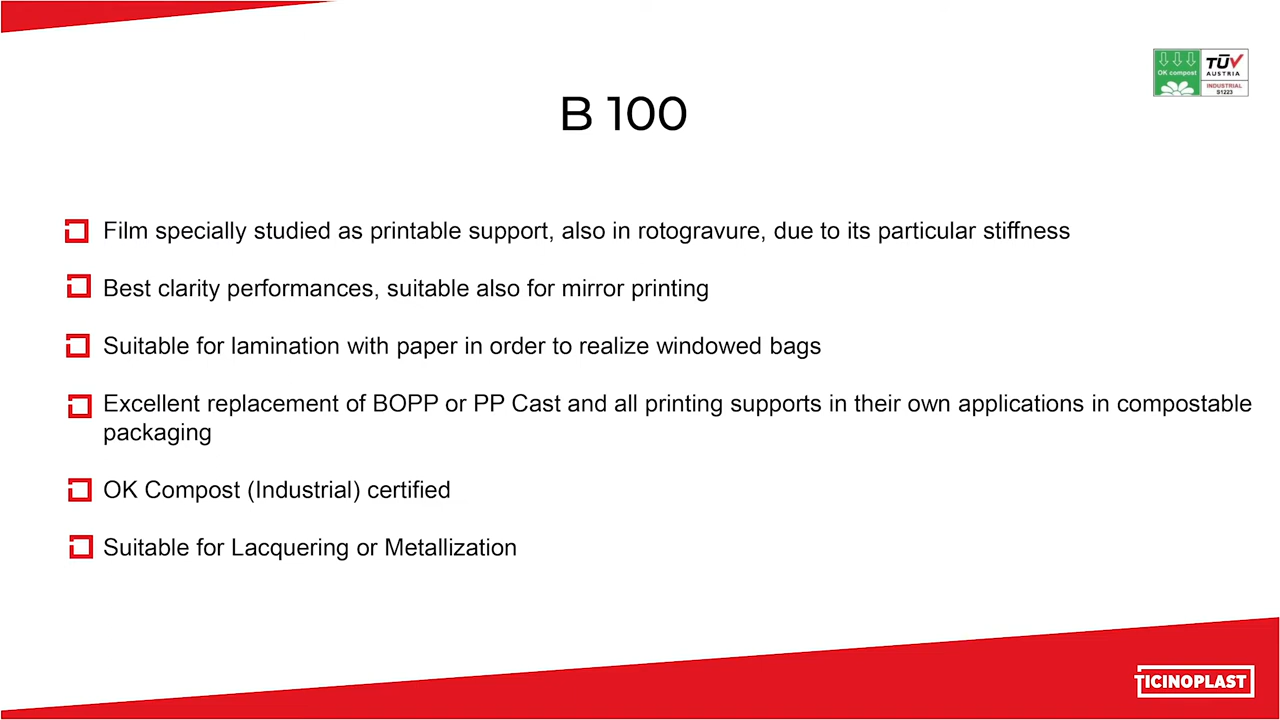 OK compost
TÜV
AUSTRIA
INDUSTRIAL
S1223
B 100
Film specially studied as printable support, also in rotogravure, due to its particular stiffness
Best clarity performances, suitable also for mirror printing
Suitable for lamination with paper in order to realize windowed bags
Excellent replacement of BOPP or PP Cast and all printing supports in their own applications in compostable
packaging
OK Compost (Industrial) certified
Suitable for Lacquering or Metallization
TICINOPLAST